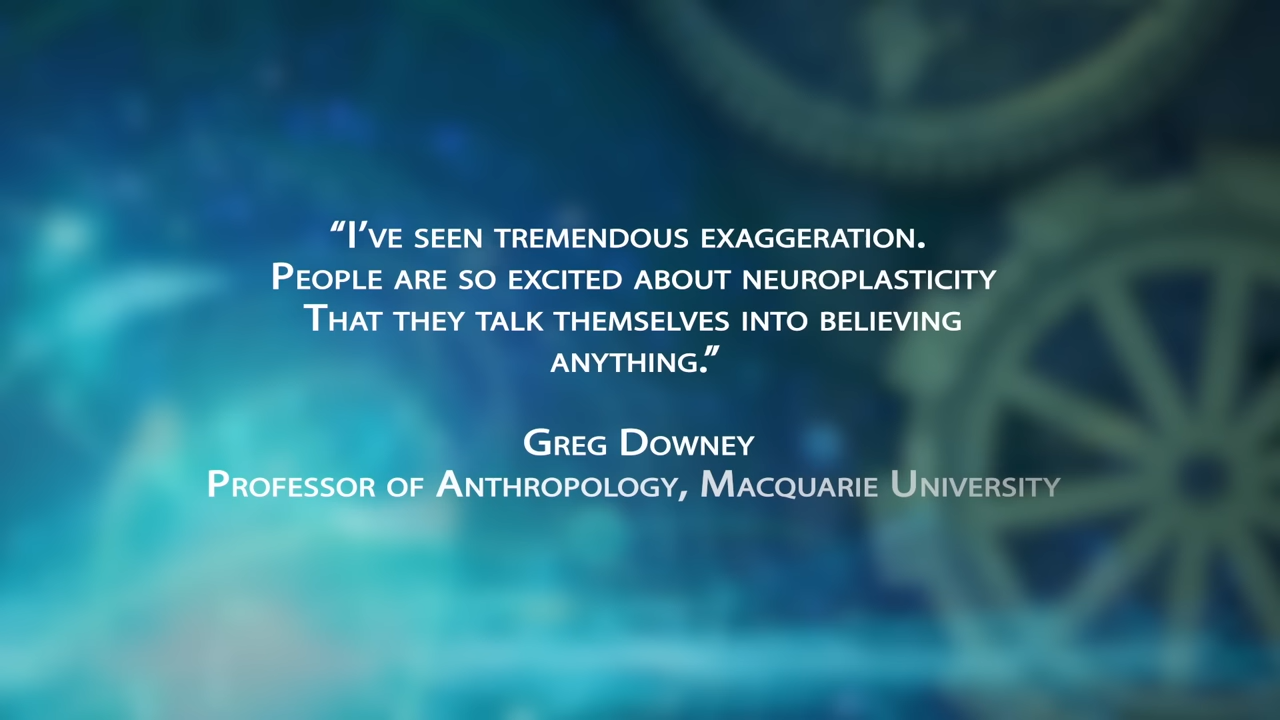 “I’ve seen tremendous exaggeration.
People are so excited about neuroplasticity
That they talk themselves into believing
anything.”
Greg Downey
Professor of Anthropology, Macquarie University